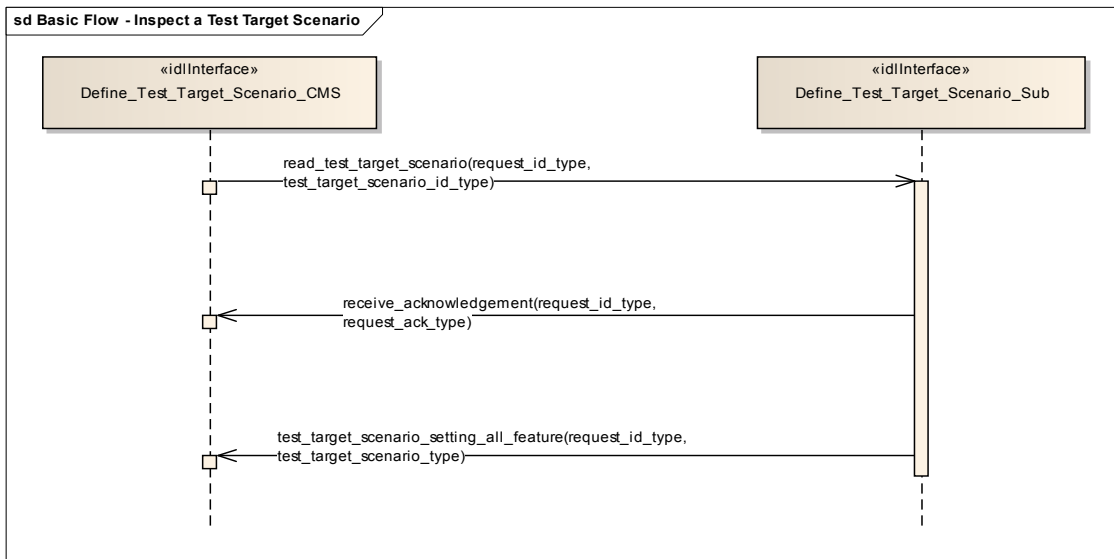 sd Basic Flow - Inspect a Test Target Scenario
«idlInterface»
Define_Test_Target_Scenario_CMS
«idlInterface»
Define_Test_Target_Scenario_Sub
read_test_target_scenario(request_id_type,
test_target_scenario_id_type)
receive_acknowledgement(request_id_type,
request_ack_type)
test_target_scenario_setting_all_feature(request_id_type,
test_target_scenario_type)